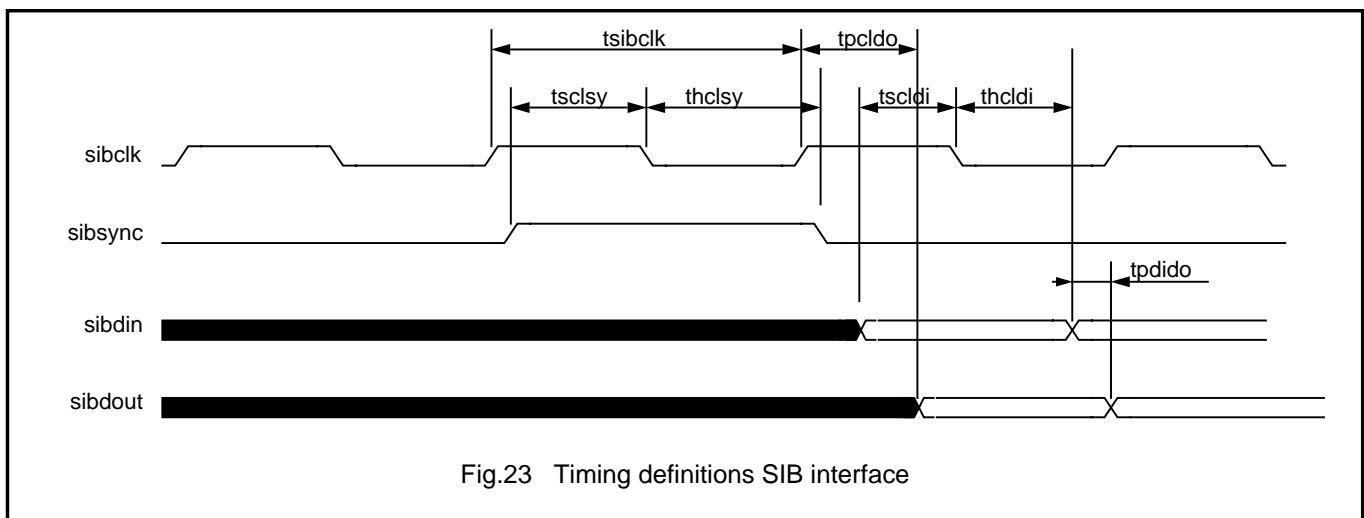 tsibclk tpcldo
tsclsy thclsy tscldi thcldi
sibclk
sibsync
tpdido
sibdin
sibdout
Fig.23 Timing definitions SIB interface